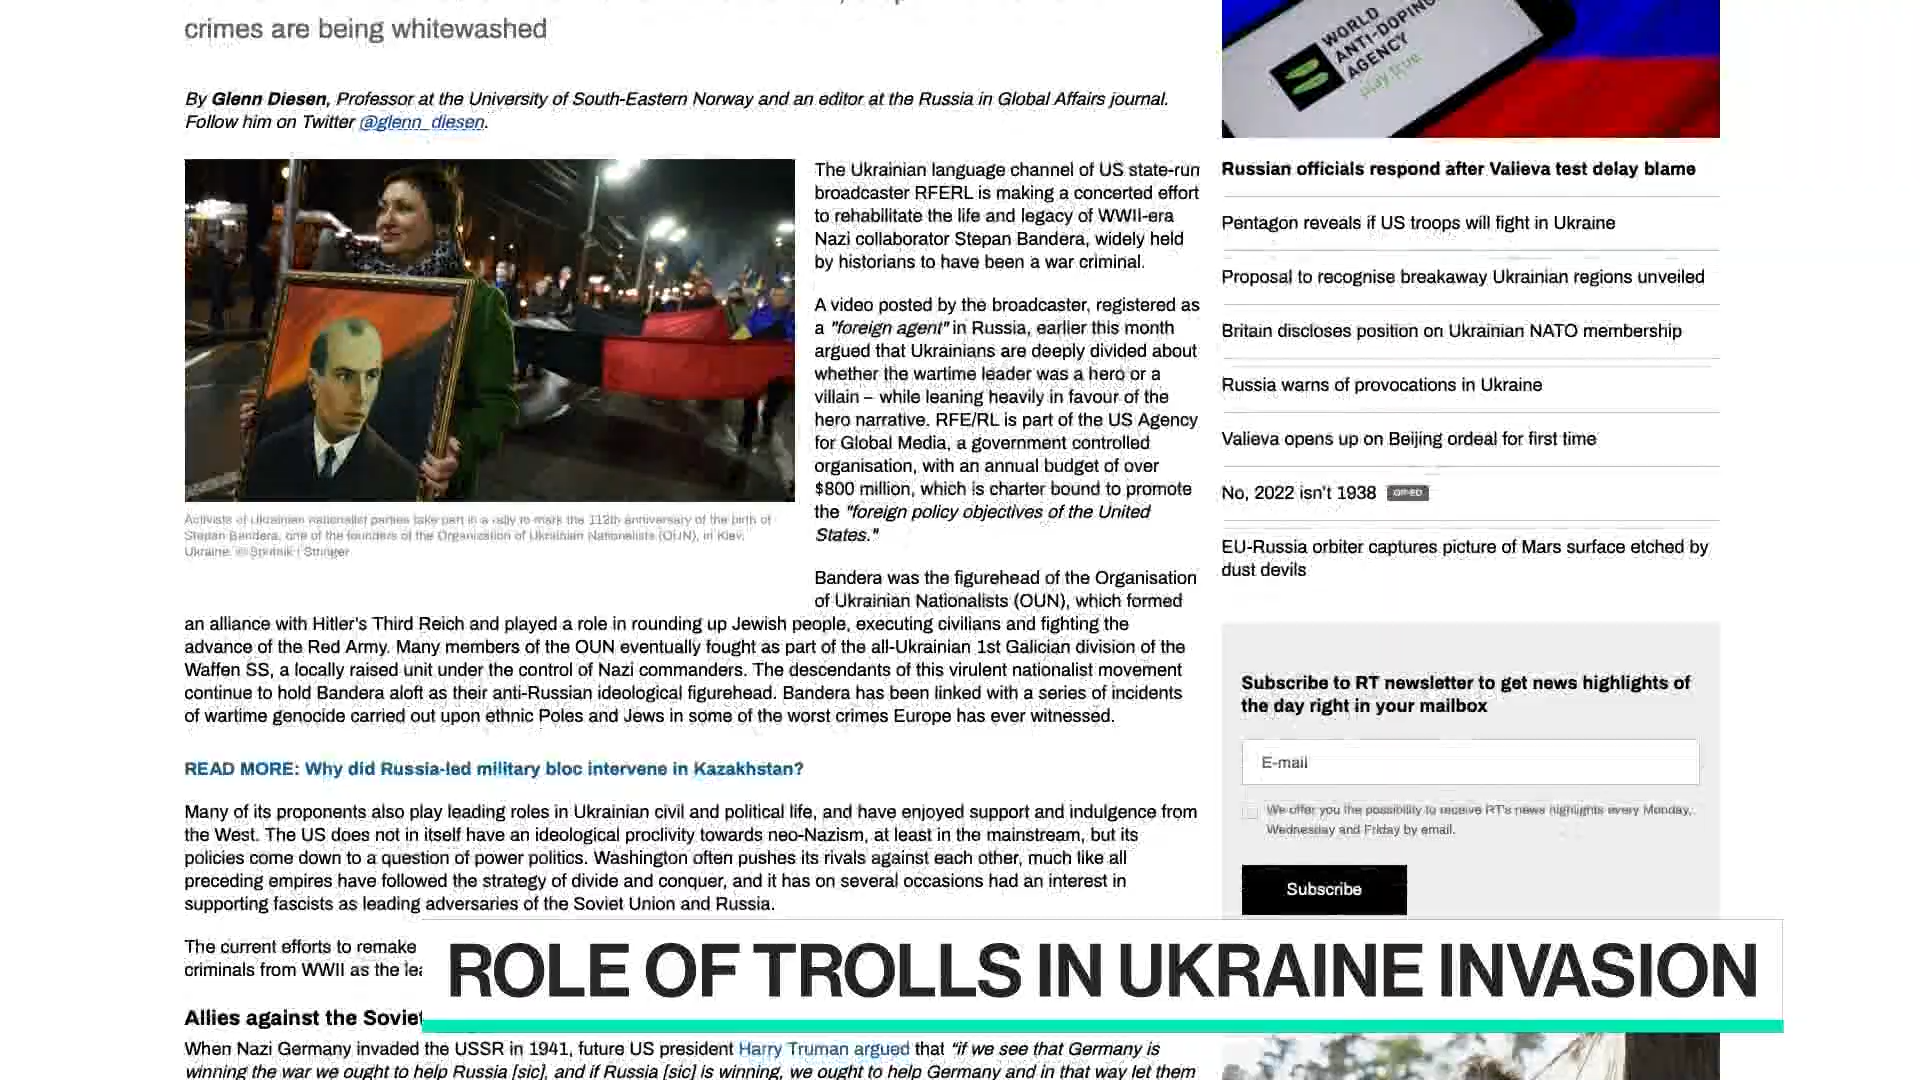 crimes are being whitewashed
By Glenn Diesen, Professor at the University of South-Eastern Norway and an editor at the Russia in Global Affairs journal.
Follow him on Twitter @glenn_diesen.
The Ukrainian language channel of US state-run
broadcaster RFERL is making a concerted effort
to rehabilitate the life and legacy of WWII-era
Nazi collaborator Stepan Bandera, widely held
by historians to have been a war criminal.
A video posted by the broadcaster, registered as
a "foreign agent" in Russia, earlier this month
argued that Ukrainians are deeply divided about
whether the wartime leader was a hero or a
villain – while leaning heavily in favour of the
hero narrative. RFE/RL is part of the US Agency
for Global Media, a government controlled
organisation, with an annual budget of over
$800 million, which is charter bound to promote
the "foreign policy objectives of the United
States."
Activists of Ukrainian nationalist parties take part in a rally to mark the 112th anniversary of the birth of
Stepan Bandera, one of the founders of the Organization of Ukrainian Nationalists (OUN), in Kiev,
Ukraine. © Sputnik / Stringer
Bandera was the figurehead of the Organisation
of Ukrainian Nationalists (OUN), which formed
an alliance with Hitler's Third Reich and played a role in rounding up Jewish people, executing civilians and fighting the
advance of the Red Army. Many members of the OUN eventually fought as part of the all-Ukrainian 1st Galician division of the
Waffen SS, a locally raised unit under the control of Nazi commanders. The descendants of this virulent nationalist movement
continue to hold Bandera aloft as their anti-Russian ideological figurehead. Bandera has been linked with a series of incidents
of wartime genocide carried out upon ethnic Poles and Jews in some of the worst crimes Europe has ever witnessed.
READ MORE: Why did Russia-led military bloc intervene in Kazakhstan?
Many of its proponents also play leading roles in Ukrainian civil and political life, and have enjoyed support and indulgence from
the West. The US does not in itself have an ideological proclivity towards neo-Nazism, at least in the mainstream, but its
policies come down to a question of power politics. Washington often pushes its rivals against each other, much like all
preceding empires have followed the strategy of divide and conquer, and it has on several occasions had an interest in
supporting fascists as leading adversaries of the Soviet Union and Russia.
The current efforts to remake
criminals from WWII as the
Allies against the Soviet
When Nazi Germany invaded the USSR in 1941, future US president Harry Truman argued that "if we see that Germany is
winning the war we ought to help Russia [sic], and if Russia [sic] is winning, we ought to help Germany and in that way let them
WORLD
ANTI-DOPING
AGENCY
play true
Russian officials respond after Valieva test delay blame
Pentagon reveals if US troops will fight in Ukraine
Proposal to recognise breakaway Ukrainian regions unveiled
Britain discloses position on Ukrainian NATO membership
Russia warns of provocations in Ukraine
Valieva opens up on Beijing ordeal for first time
No, 2022 isn't 1938 OP-ED
EU-Russia orbiter captures picture of Mars surface etched by
dust devils
Subscribe to RT newsletter to get news highlights of
the day right in your mailbox
E-mail
We offer you the possibility to receive RT's news highlights every Monday,
Wednesday and Friday by email.
Subscribe
ROLE OF TROLLS IN UKRAINE INVASION